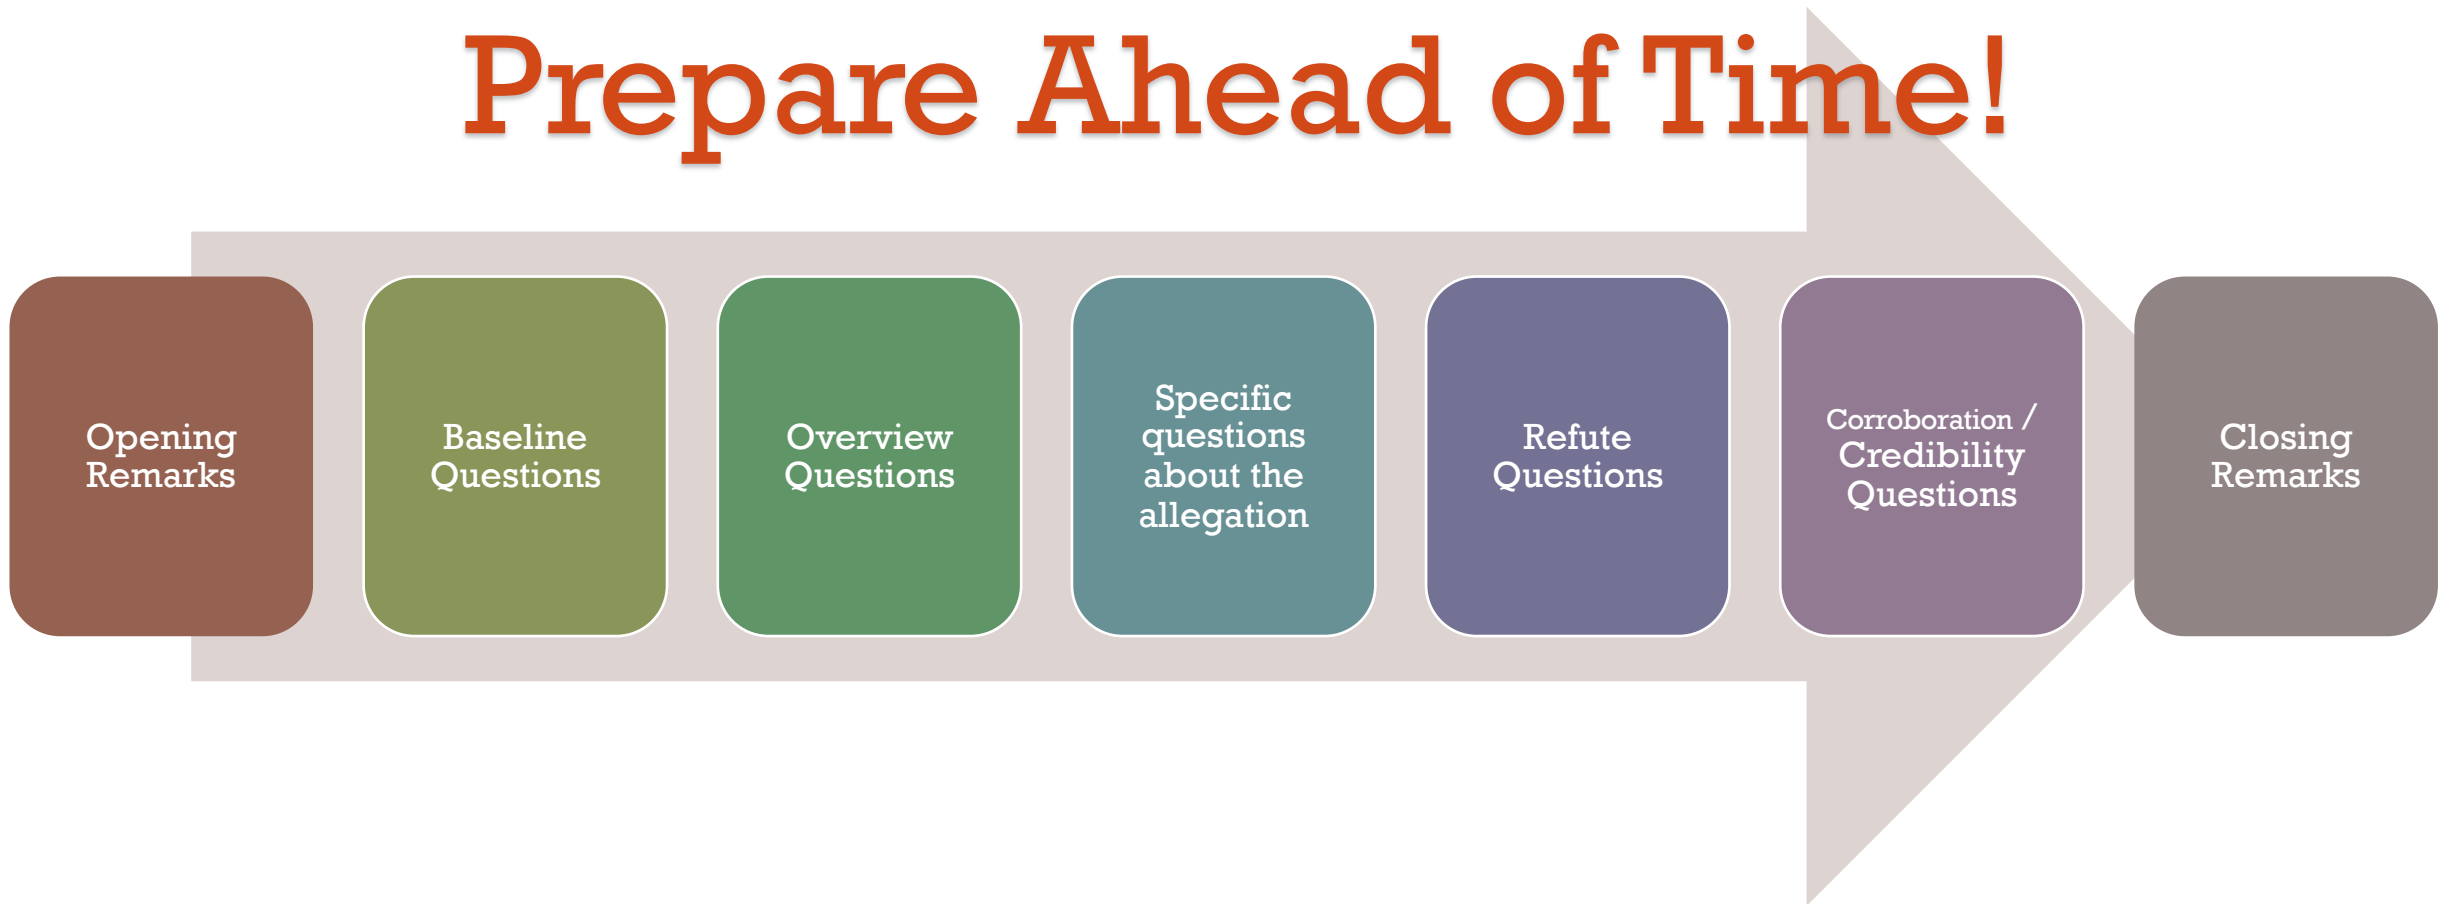 Prepare Ahead of Time!
Opening
Remarks
Baseline
Questions
Overview
Questions
Specific
questions
about the
allegation
Refute
Questions
Corroboration /
Credibility
Questions
Closing
Remarks